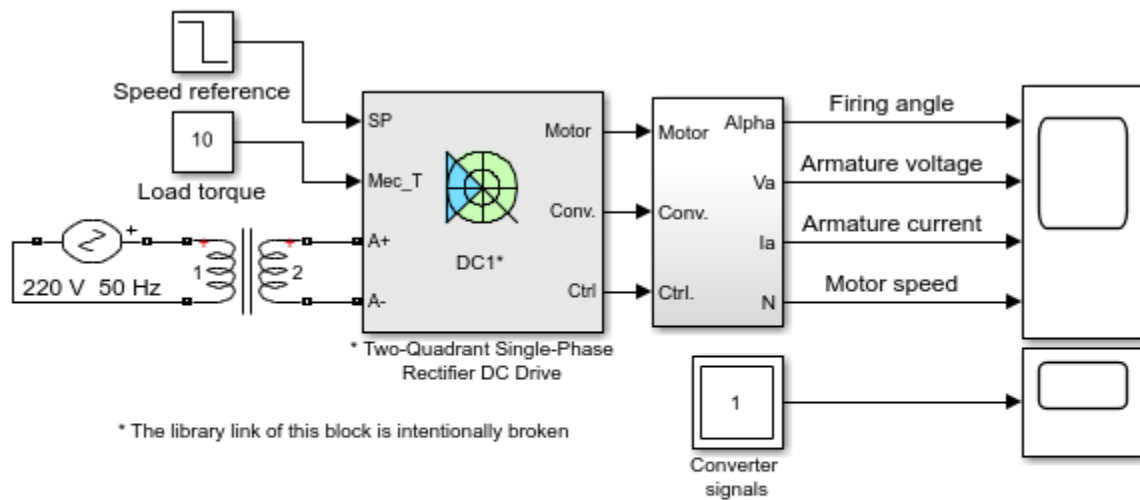 Speed reference
10
Load torque
+
220 V 50 Hz
1
2
SP
Mec_T
A+
A-
Motor
Conv.
Ctrl
DC1*
* Two-Quadrant Single-Phase
Rectifier DC Drive
Motor
Conv.
Ctrl.
Alpha
Va
Ia
N
Firing angle
Armature voltage
Armature current
Motor speed
1
Converter
signals
* The library link of this block is intentionally broken